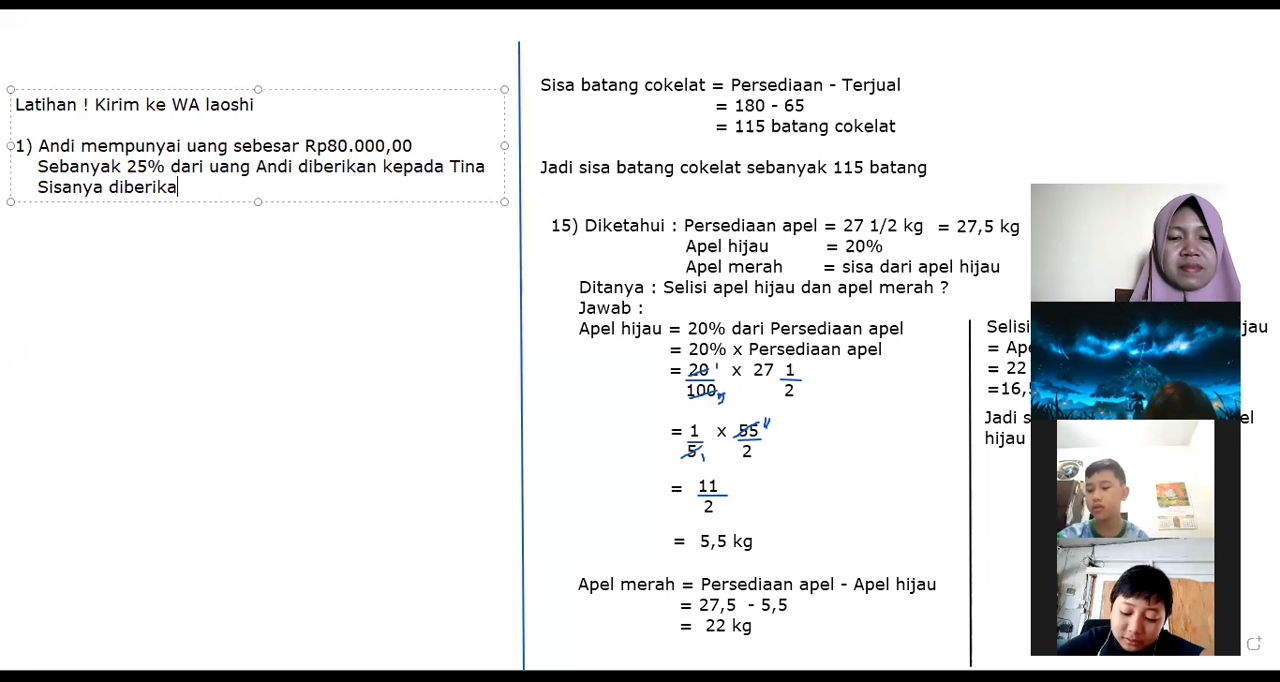 Latihan ! Kirim ke WA laoshi
1) Andi mempunyai uang sebesar Rp80.000,00
Sebanyak 25% dari uang Andi diberikan kepada Tina
Sisanya diberika
Sisa batang cokelat = Persediaan - Terjual
= 180 - 65
= 115 batang cokelat
Jadi sisa batang cokelat sebanyak 115 batang
15) Diketahui : Persediaan apel = 27 1/2 kg = 27,5 kg
Apel hijau = 20%
Apel merah = sisa dari apel hijau
Ditanya : Selisi apel hijau dan apel merah ?
Jawab :
Apel hijau = 20% dari Persediaan apel
= 20% x Persediaan apel
= 20 1 x 27 1
100 5 2
= 1 x 55 11
5 1 2
= 11
2
= 5,5 kg
Apel merah = Persediaan apel - Apel hijau
= 27,5 - 5,5
= 22 kg
= 22
Jadi
hijau